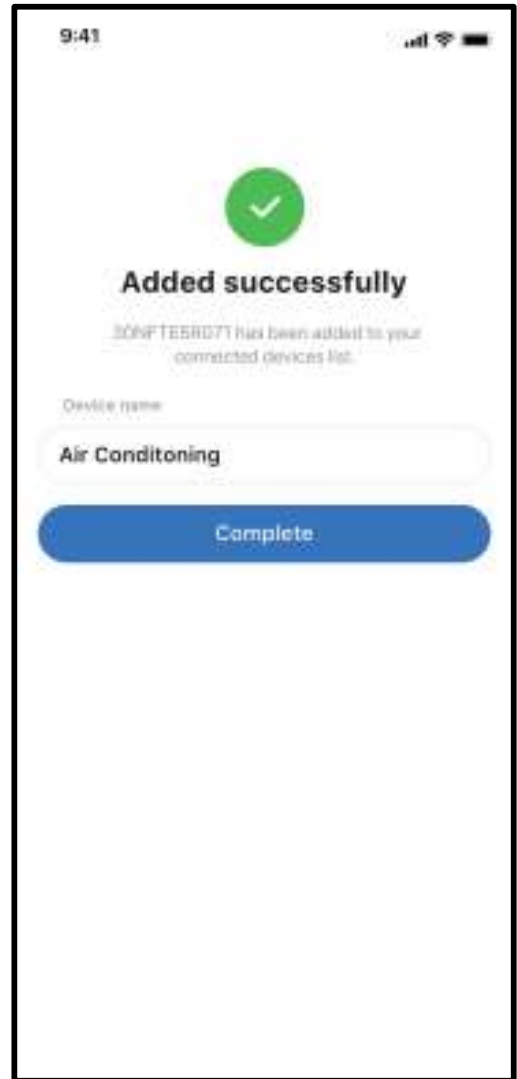 9:41
Added successfully
has been added to your
connected devices list.
Device name
Air Conditoning
Complete